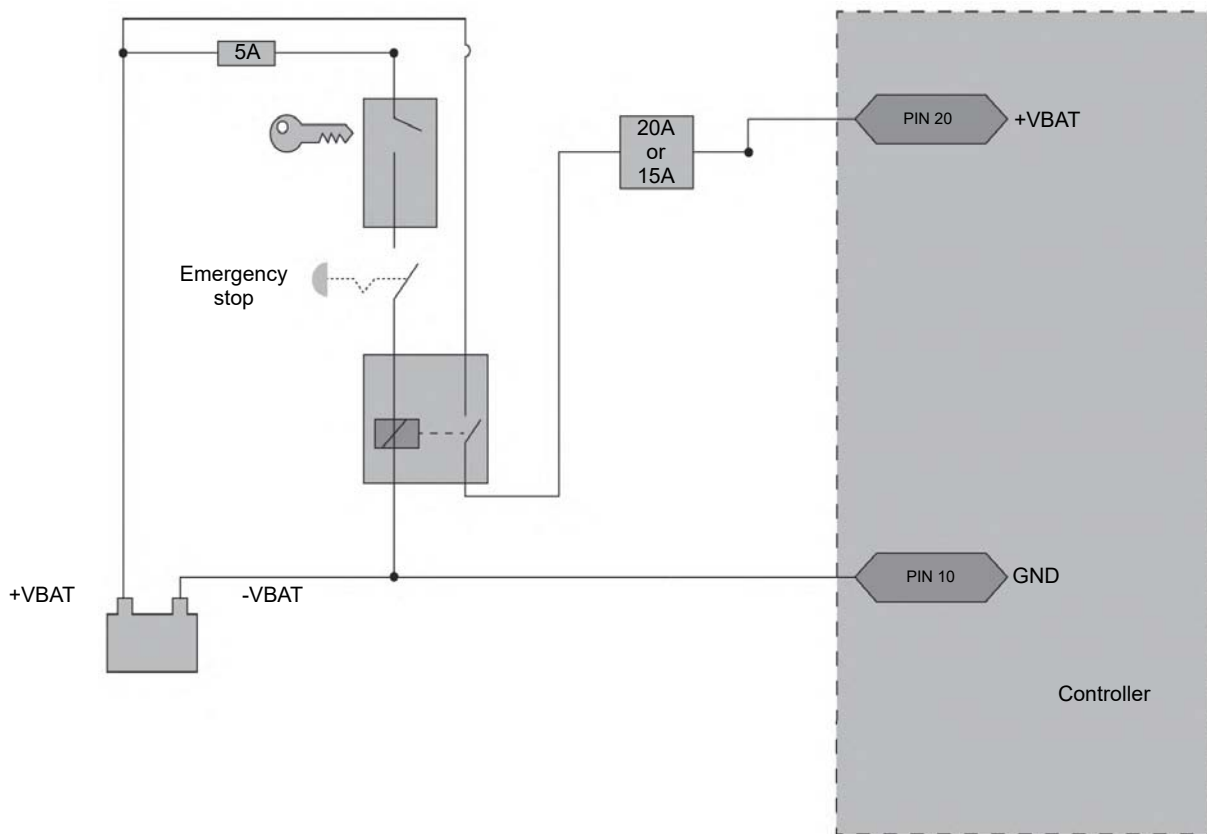 5A
20A
or
15A
PIN 20
+VBAT
Emergency
stop
+VBAT
-VBAT
PIN 10
GND
Controller